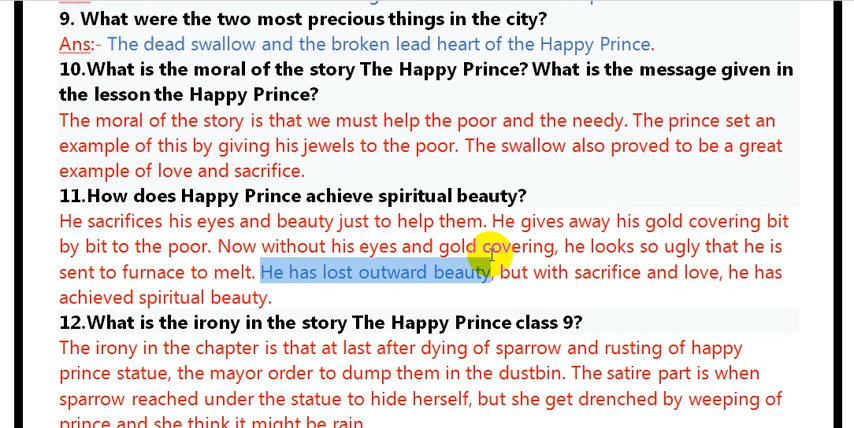 9. What were the two most precious things in the city?
Ans:- The dead swallow and the broken lead heart of the Happy Prince.
10.What is the moral of the story The Happy Prince? What is the message given in
the lesson the Happy Prince?
The moral of the story is that we must help the poor and the needy. The prince set an
example of this by giving his jewels to the poor. The swallow also proved to be a great
example of love and sacrifice.
11.How does Happy Prince achieve spiritual beauty?
He sacrifices his eyes and beauty just to help them. He gives away his gold covering bit
by bit to the poor. Now without his eyes and gold covering, he looks so ugly that he is
sent to furnace to melt. He has lost outward beauty, but with sacrifice and love, he has
achieved spiritual beauty.
12.What is the irony in the story The Happy Prince class 9?
The irony in the chapter is that at last after dying of sparrow and rusting of happy
prince statue, the mayor order to dump them in the dustbin. The satire part is when
sparrow reached under the statue to hide herself, but she get drenched by weeping of
prince and she think it might be rain.